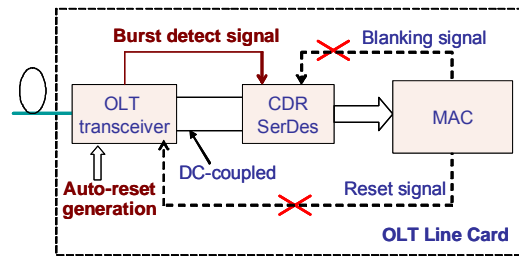 Burst detect signal
Blanking signal
OLT
transceiver
CDR
SerDes
MAC
DC-coupled
Auto-reset
generation
Reset signal
OLT Line Card